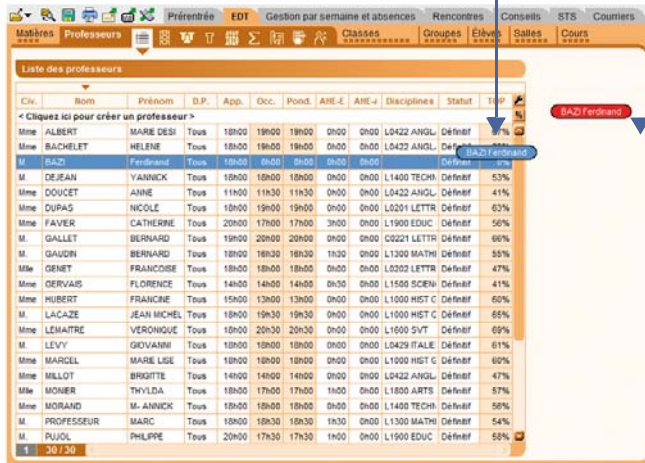 Prérentrée EDT Gestion par semaine et absences Rencontres Conseils STS Courriers
Matières Professeurs Classes Groupes Élèves Salles Cours
Liste des professeurs
Civ. Nom Prénom D.P. App. Occ. Pond. AHE-E AHE-J Disciplines Statut TOP
< Cliquez ici pour créer un professeur >
BAZI Ferdinand
Mme ALBERT MARIE DESI Tous 18h00 19h00 19h00 0h00 0h00 L0422 ANGL. Définitif 67%
Mme BACHELET HELENE Tous 18h00 19h00 19h00 0h00 0h00 L0422 ANGL.
BAZI Ferdinand
M. BAZI Ferdinand Tous 18h00 0h00 0h00 0h00 0h00 Définitif 0%
M. DEJEAN YANNICK Tous 18h00 18h00 18h00 0h00 0h00 L1400 TECHN Définitif 53%
Mme DOUCET ANNE Tous 11h00 11h30 11h30 0h00 0h00 L0422 ANGL. Définitif 41%
Mme DUPAS NICOLE Tous 18h00 19h00 19h00 0h00 0h00 L0201 LETTR Définitif 63%
Mme FAVIER CATHERINE Tous 20h00 17h00 17h00 3h00 0h00 L1900 EDUC Définitif 56%
M. GALLET BERNARD Tous 19h00 20h00 20h00 0h00 0h00 C0221 LETTR Définitif 66%
M. GAUDIN BERNARD Tous 18h00 16h30 16h30 1h30 0h00 L1300 MATHI Définitif 55%
Mlle GENET FRANCOISE Tous 18h00 18h00 18h00 0h00 0h00 L0202 LETTR Définitif 47%
Mme GERVAIS FLORENCE Tous 14h00 14h00 14h00 0h30 0h00 L1500 SCIEN Définitif 41%
Mme HUBERT FRANCINE Tous 15h00 13h00 13h00 0h00 0h00 L1000 HIST G Définitif 60%
M. LACAZE JEAN MICHEL Tous 18h00 19h30 19h30 0h00 0h00 L1000 HIST G Définitif 65%
Mme LEMAITRE VERONIQUE Tous 18h00 20h30 20h30 0h00 0h00 L1600 SVT Définitif 69%
M. LEVY GIOVANNI Tous 18h00 18h00 18h00 0h00 0h00 L0429 ITALIE Définitif 61%
Mme MARCEL MARIE LISE Tous 18h00 18h00 18h00 0h00 0h00 L1000 HIST G Définitif 60%
Mme MILLOT BRIGITTE Tous 14h00 14h00 14h00 0h00 0h00 L0422 ANGL. Définitif 47%
Mlle MONIER THYLDA Tous 18h00 17h00 17h00 1h00 0h00 L1800 ARTS Définitif 57%
Mme MORAND M- ANNICK Tous 18h00 18h00 18h00 0h00 0h00 L1400 TECHN Définitif 56%
M. PROFESSEUR MARC Tous 18h00 18h30 18h30 1h30 0h00 L1300 MATHI Définitif 54%
M. PUJOL PHILIPPE Tous 20h00 17h30 17h30 1h00 0h00 L1900 EDUC Définitif 58%
1 30 / 30